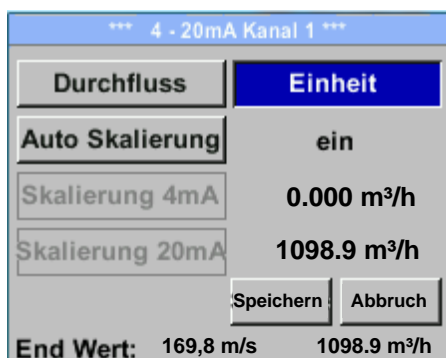 *** 4 - 20mA Kanal 1 ***
Durchfluss Einheit
Auto Skalierung ein
Skalierung 4mA 0.000 m³/h
Skalierung 20mA 1098.9 m³/h
Speichern Abbruch
End Wert: 169,8 m/s 1098.9 m³/h